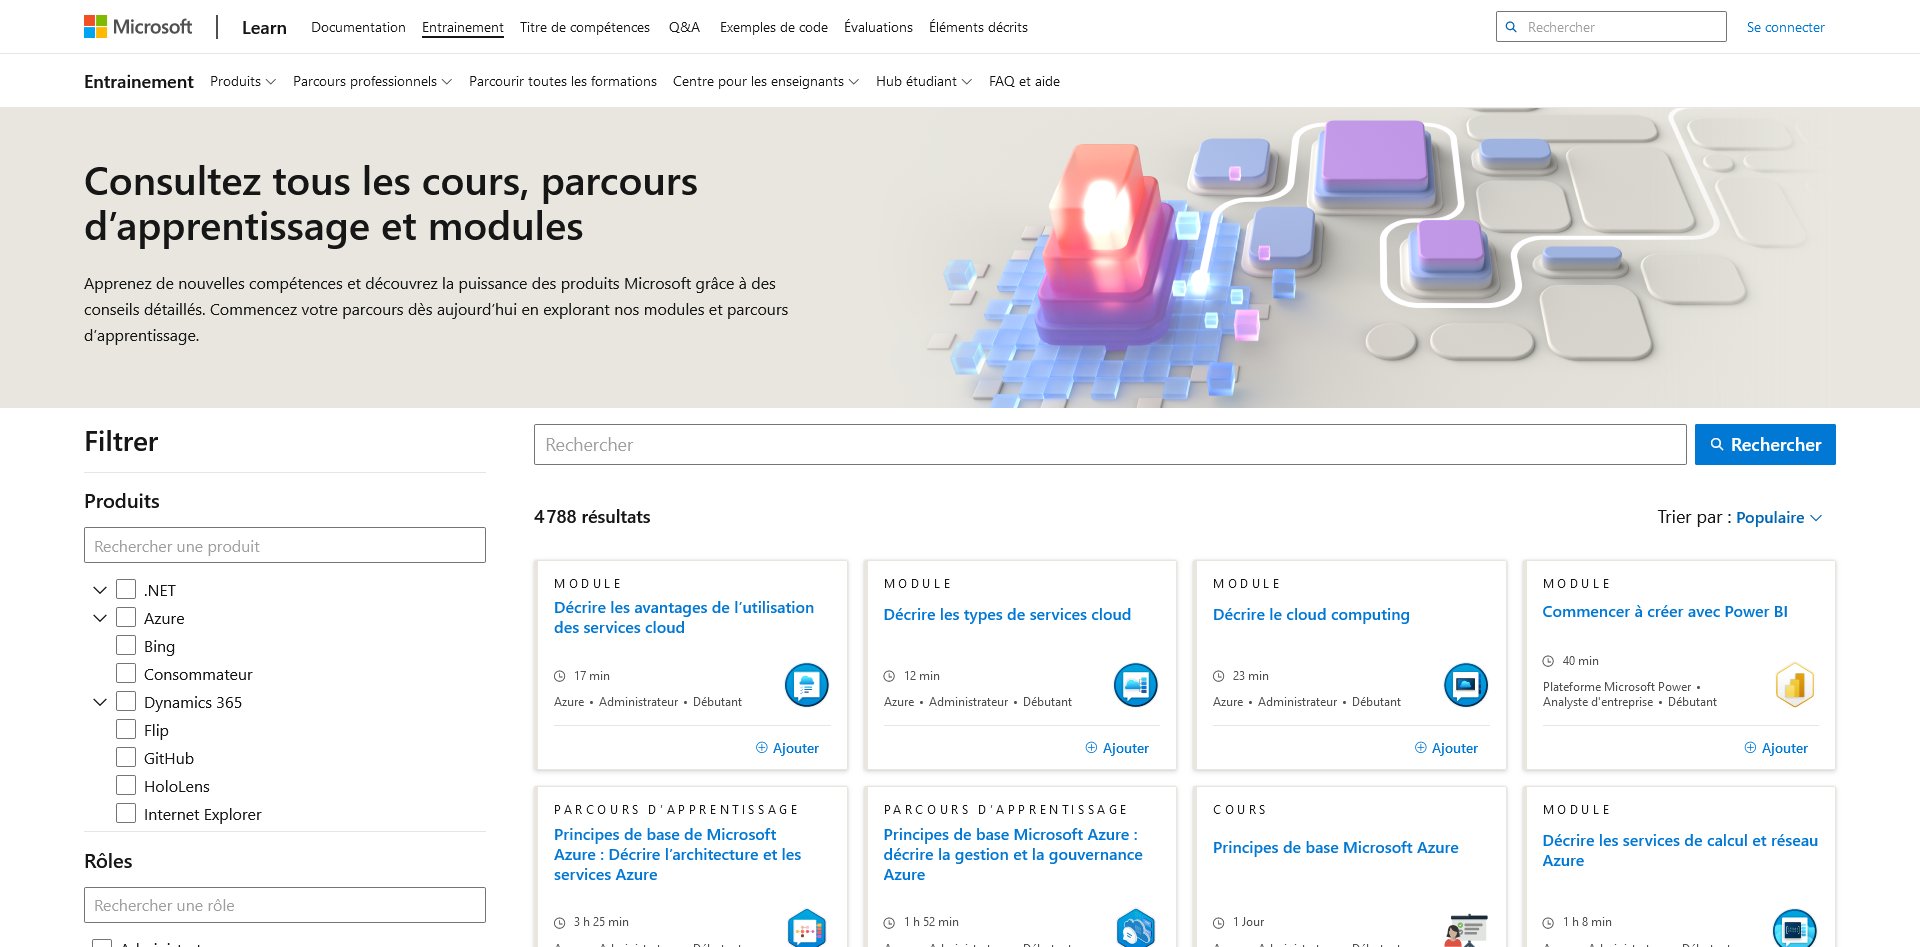 Microsoft
Learn
Documentation
Entrainement
Titre de compétences
Q&A
Exemples de code
Évaluations
Éléments décrits
Rechercher
Se connecter
Entrainement
Produits
Parcours professionnels
Parcourir toutes les formations
Centre pour les enseignants
Hub étudiant
FAQ et aide
Consultez tous les cours, parcours
d’apprentissage et modules
Apprenez de nouvelles compétences et découvrez la puissance des produits Microsoft grâce à des
conseils détaillés. Commencez votre parcours dès aujourd’hui en explorant nos modules et parcours
d’apprentissage.
Filtrer
Produits
Rechercher une produit
.NET
Azure
Bing
Consommateur
Dynamics 365
Flip
GitHub
HoloLens
Internet Explorer
Rôles
Rechercher une rôle
Rechercher
Rechercher
4 788 résultats
Trier par : Populaire
MODULE
Décrire les avantages de l’utilisation
des services cloud
17 min
Azure • Administrateur • Débutant
Ajouter
MODULE
Décrire les types de services cloud
12 min
Azure • Administrateur • Débutant
Ajouter
MODULE
Décrire le cloud computing
23 min
Azure • Administrateur • Débutant
Ajouter
MODULE
Commencer à créer avec Power BI
40 min
Plateforme Microsoft Power •
Analyste d'entreprise • Débutant
Ajouter
PARCOURS D’APPRENTISSAGE
Principes de base de Microsoft
Azure : Décrire l’architecture et les
services Azure
3 h 25 min
PARCOURS D’APPRENTISSAGE
Principes de base Microsoft Azure :
décrire la gestion et la gouvernance
Azure
1 h 52 min
COURS
Principes de base Microsoft Azure
1 Jour
MODULE
Décrire les services de calcul et réseau
Azure
1 h 8 min